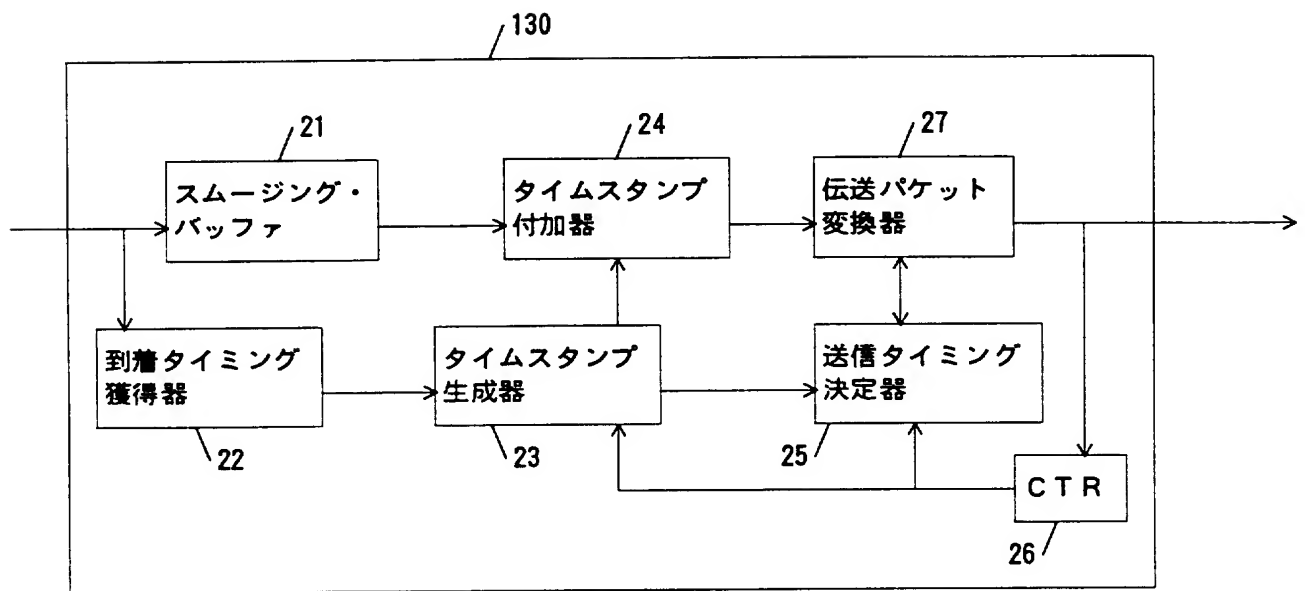 130
21
24
27
スムージング・
バッファ
タイムスタンプ
付加器
伝送パケット
変換器
到着タイミング
獲得器
タイムスタンプ
生成器
送信タイミング
決定器
22
23
25
CTR
26